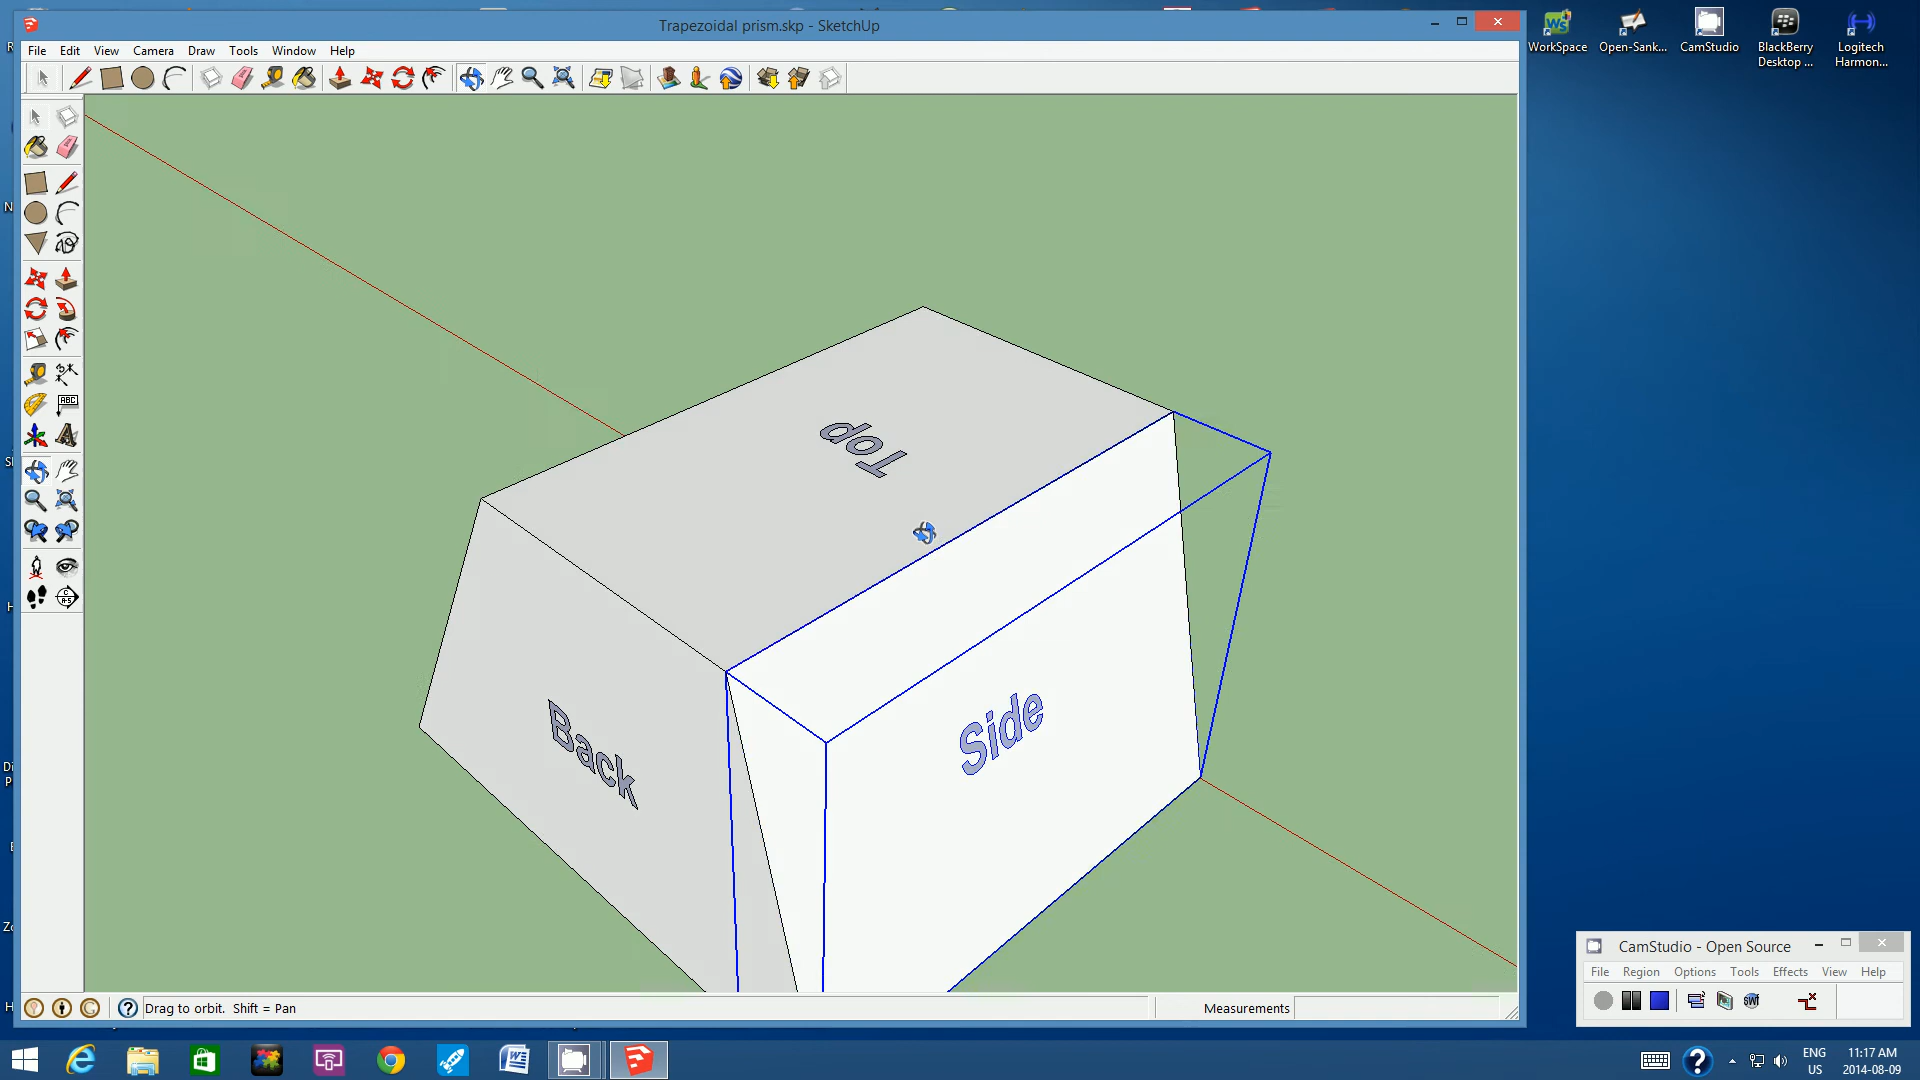 Trapezoidal prism.skp - SketchUp
File Edit View Camera Draw Tools Window Help
WorkSpace Open-Sank... CamStudio BlackBerry Desktop ... Logitech Harmon...
ABC
Top
Back
Side
CamStudio - Open Source
File Region Options Tools Effects View Help
Drag to orbit. Shift = Pan
Measurements
ENG
US
11:17 AM
2014-08-09